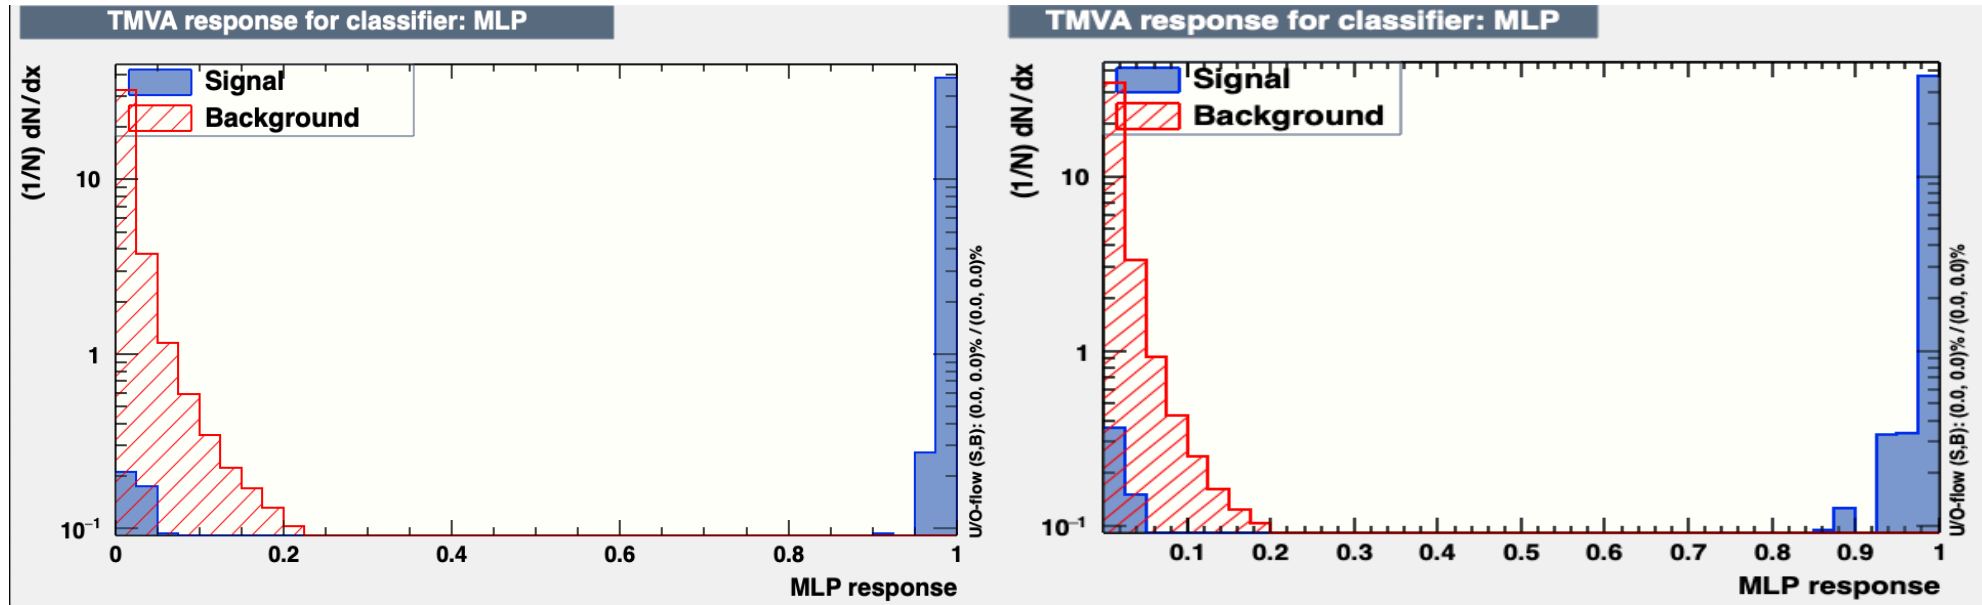 TMVA response for classifier: MLP
(1/N) dN/dx
Signal
Background
10
1
10⁻¹
0 0.2 0.4 0.6 0.8 1
MLP response
U/O-flow (S,B): (0.0, 0.0)% / (0.0, 0.0)%
TMVA response for classifier: MLP
(1/N) dN/dx
Signal
Background
10
1
10⁻¹
0.1 0.2 0.3 0.4 0.5 0.6 0.7 0.8 0.9 1
MLP response
U/O-flow (S,B): (0.0, 0.0)% / (0.0, 0.0)%